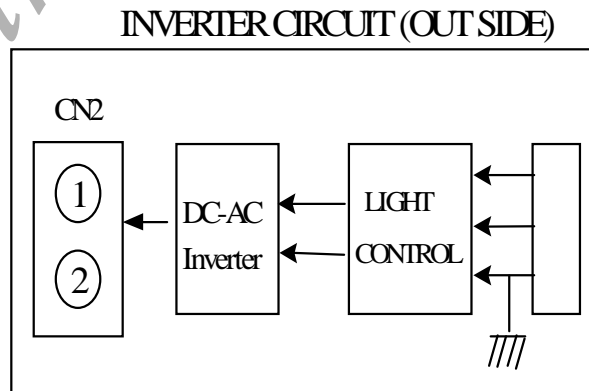 INVERTER CIRCUIT (OUT SIDE)
CN2
1
2
DC-AC
Inverter
LIGHT
CONTROL